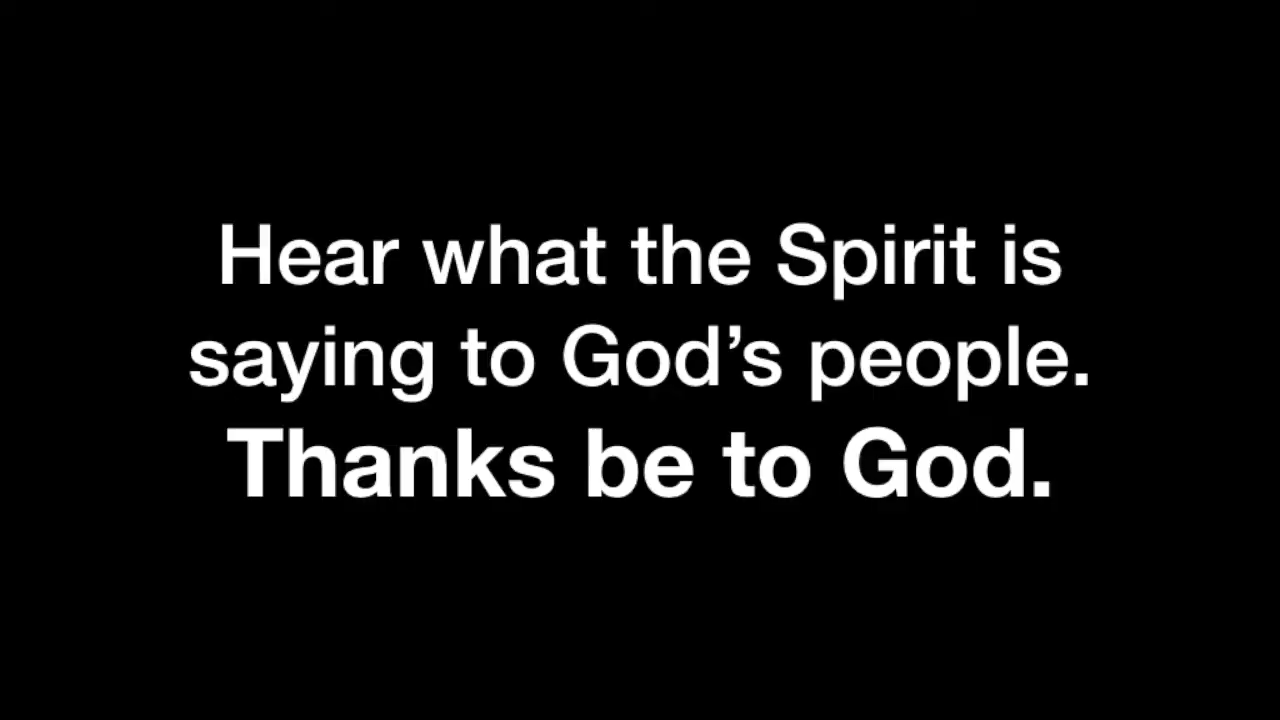 Hear what the Spirit is
saying to God’s people.
Thanks be to God.